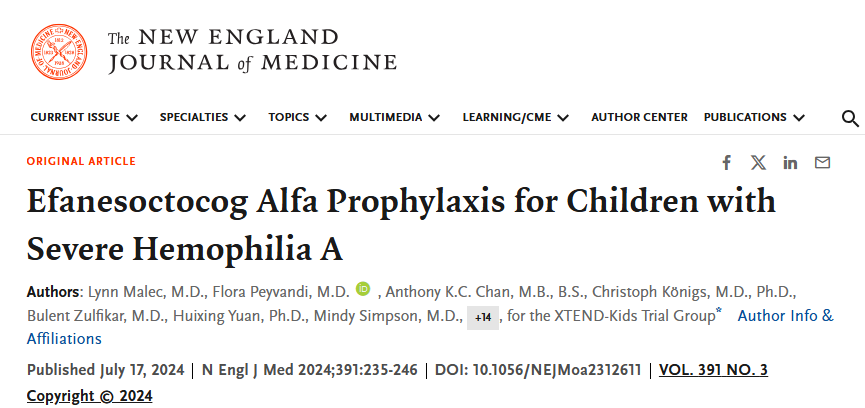 The NEW ENGLAND
JOURNAL of MEDICINE
CURRENT ISSUE SPECIALTIES TOPICS MULTIMEDIA LEARNING/CME AUTHOR CENTER PUBLICATIONS
ORIGINAL ARTICLE
Efanesoctocog Alfa Prophylaxis for Children with
Severe Hemophilia A
Authors: Lynn Malec, M.D., Flora Peyvandi, M.D. iD , Anthony K.C. Chan, M.B., B.S., Christoph Königs, M.D., Ph.D.,
Bulent Zulfikar, M.D., Huixing Yuan, Ph.D., Mindy Simpson, M.D., +14 , for the XTEND-Kids Trial Group* Author Info &
Affiliations
Published July 17, 2024 | N Engl J Med 2024;391:235-246 | DOI: 10.1056/NEJMoa2312611 | VOL. 391 NO. 3
Copyright © 2024